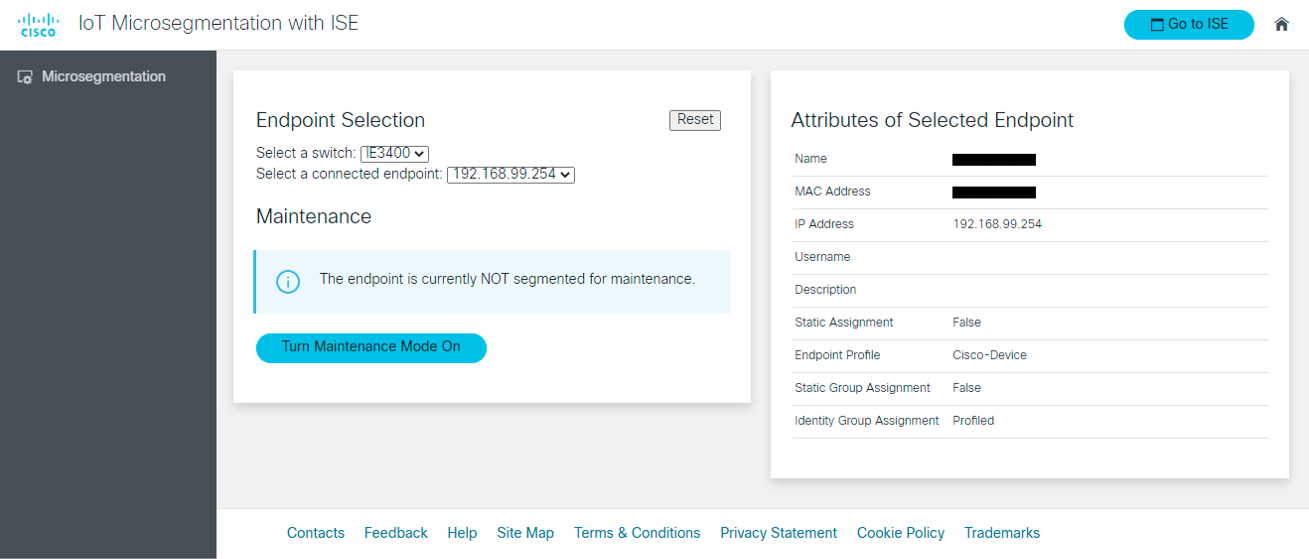 cisco
IoT Microsegmentation with ISE
Go to ISE
Microsegmentation
Endpoint Selection
Reset
Select a switch: IE3400
Select a connected endpoint: 192.168.99.254
Maintenance
The endpoint is currently NOT segmented for maintenance.
Turn Maintenance Mode On
Attributes of Selected Endpoint
Name
MAC Address
IP Address 192.168.99.254
Username
Description
Static Assignment False
Endpoint Profile Cisco-Device
Static Group Assignment False
Identity Group Assignment Profiled
Contacts Feedback Help Site Map Terms & Conditions Privacy Statement Cookie Policy Trademarks